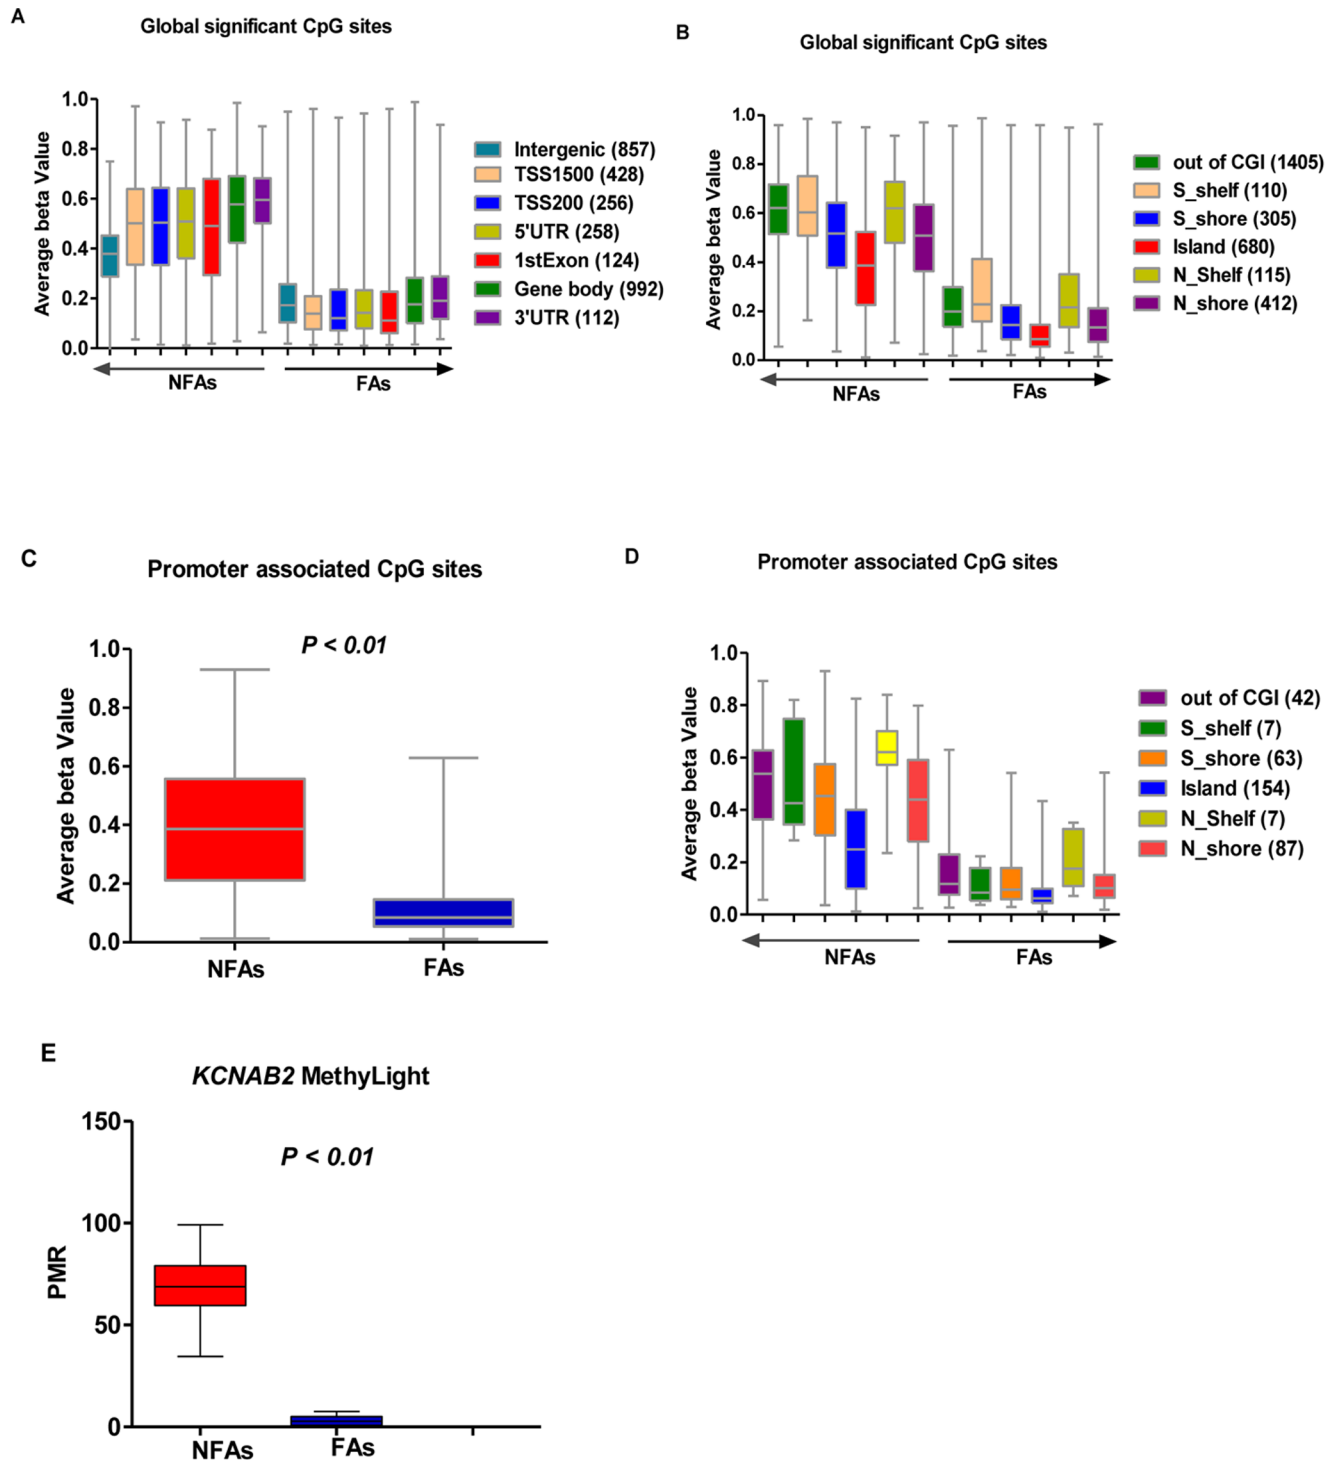 A
Global significant CpG sites
Average beta Value
1.0
0.8
0.6
0.4
0.2
0.0
NFAs
FAs
Intergenic (857)
TSS1500 (428)
TSS200 (256)
5'UTR (258)
1stExon (124)
Gene body (992)
3'UTR (112)
B
Global significant CpG sites
Average beta Value
1.0
0.8
0.6
0.4
0.2
0.0
NFAs
FAs
out of CGI (1405)
S_shelf (110)
S_shore (305)
Island (680)
N_Shelf (115)
N_shore (412)
C
Promoter associated CpG sites
P < 0.01
Average beta Value
1.0
0.8
0.6
0.4
0.2
0.0
NFAs
FAs
D
Promoter associated CpG sites
Average beta Value
1.0
0.8
0.6
0.4
0.2
0.0
NFAs
FAs
out of CGI (42)
S_shelf (7)
S_shore (63)
Island (154)
N_Shelf (7)
N_shore (87)
E
KCNAB2 MethyLight
P < 0.01
PMR
150
100
50
0
NFAs
FAs